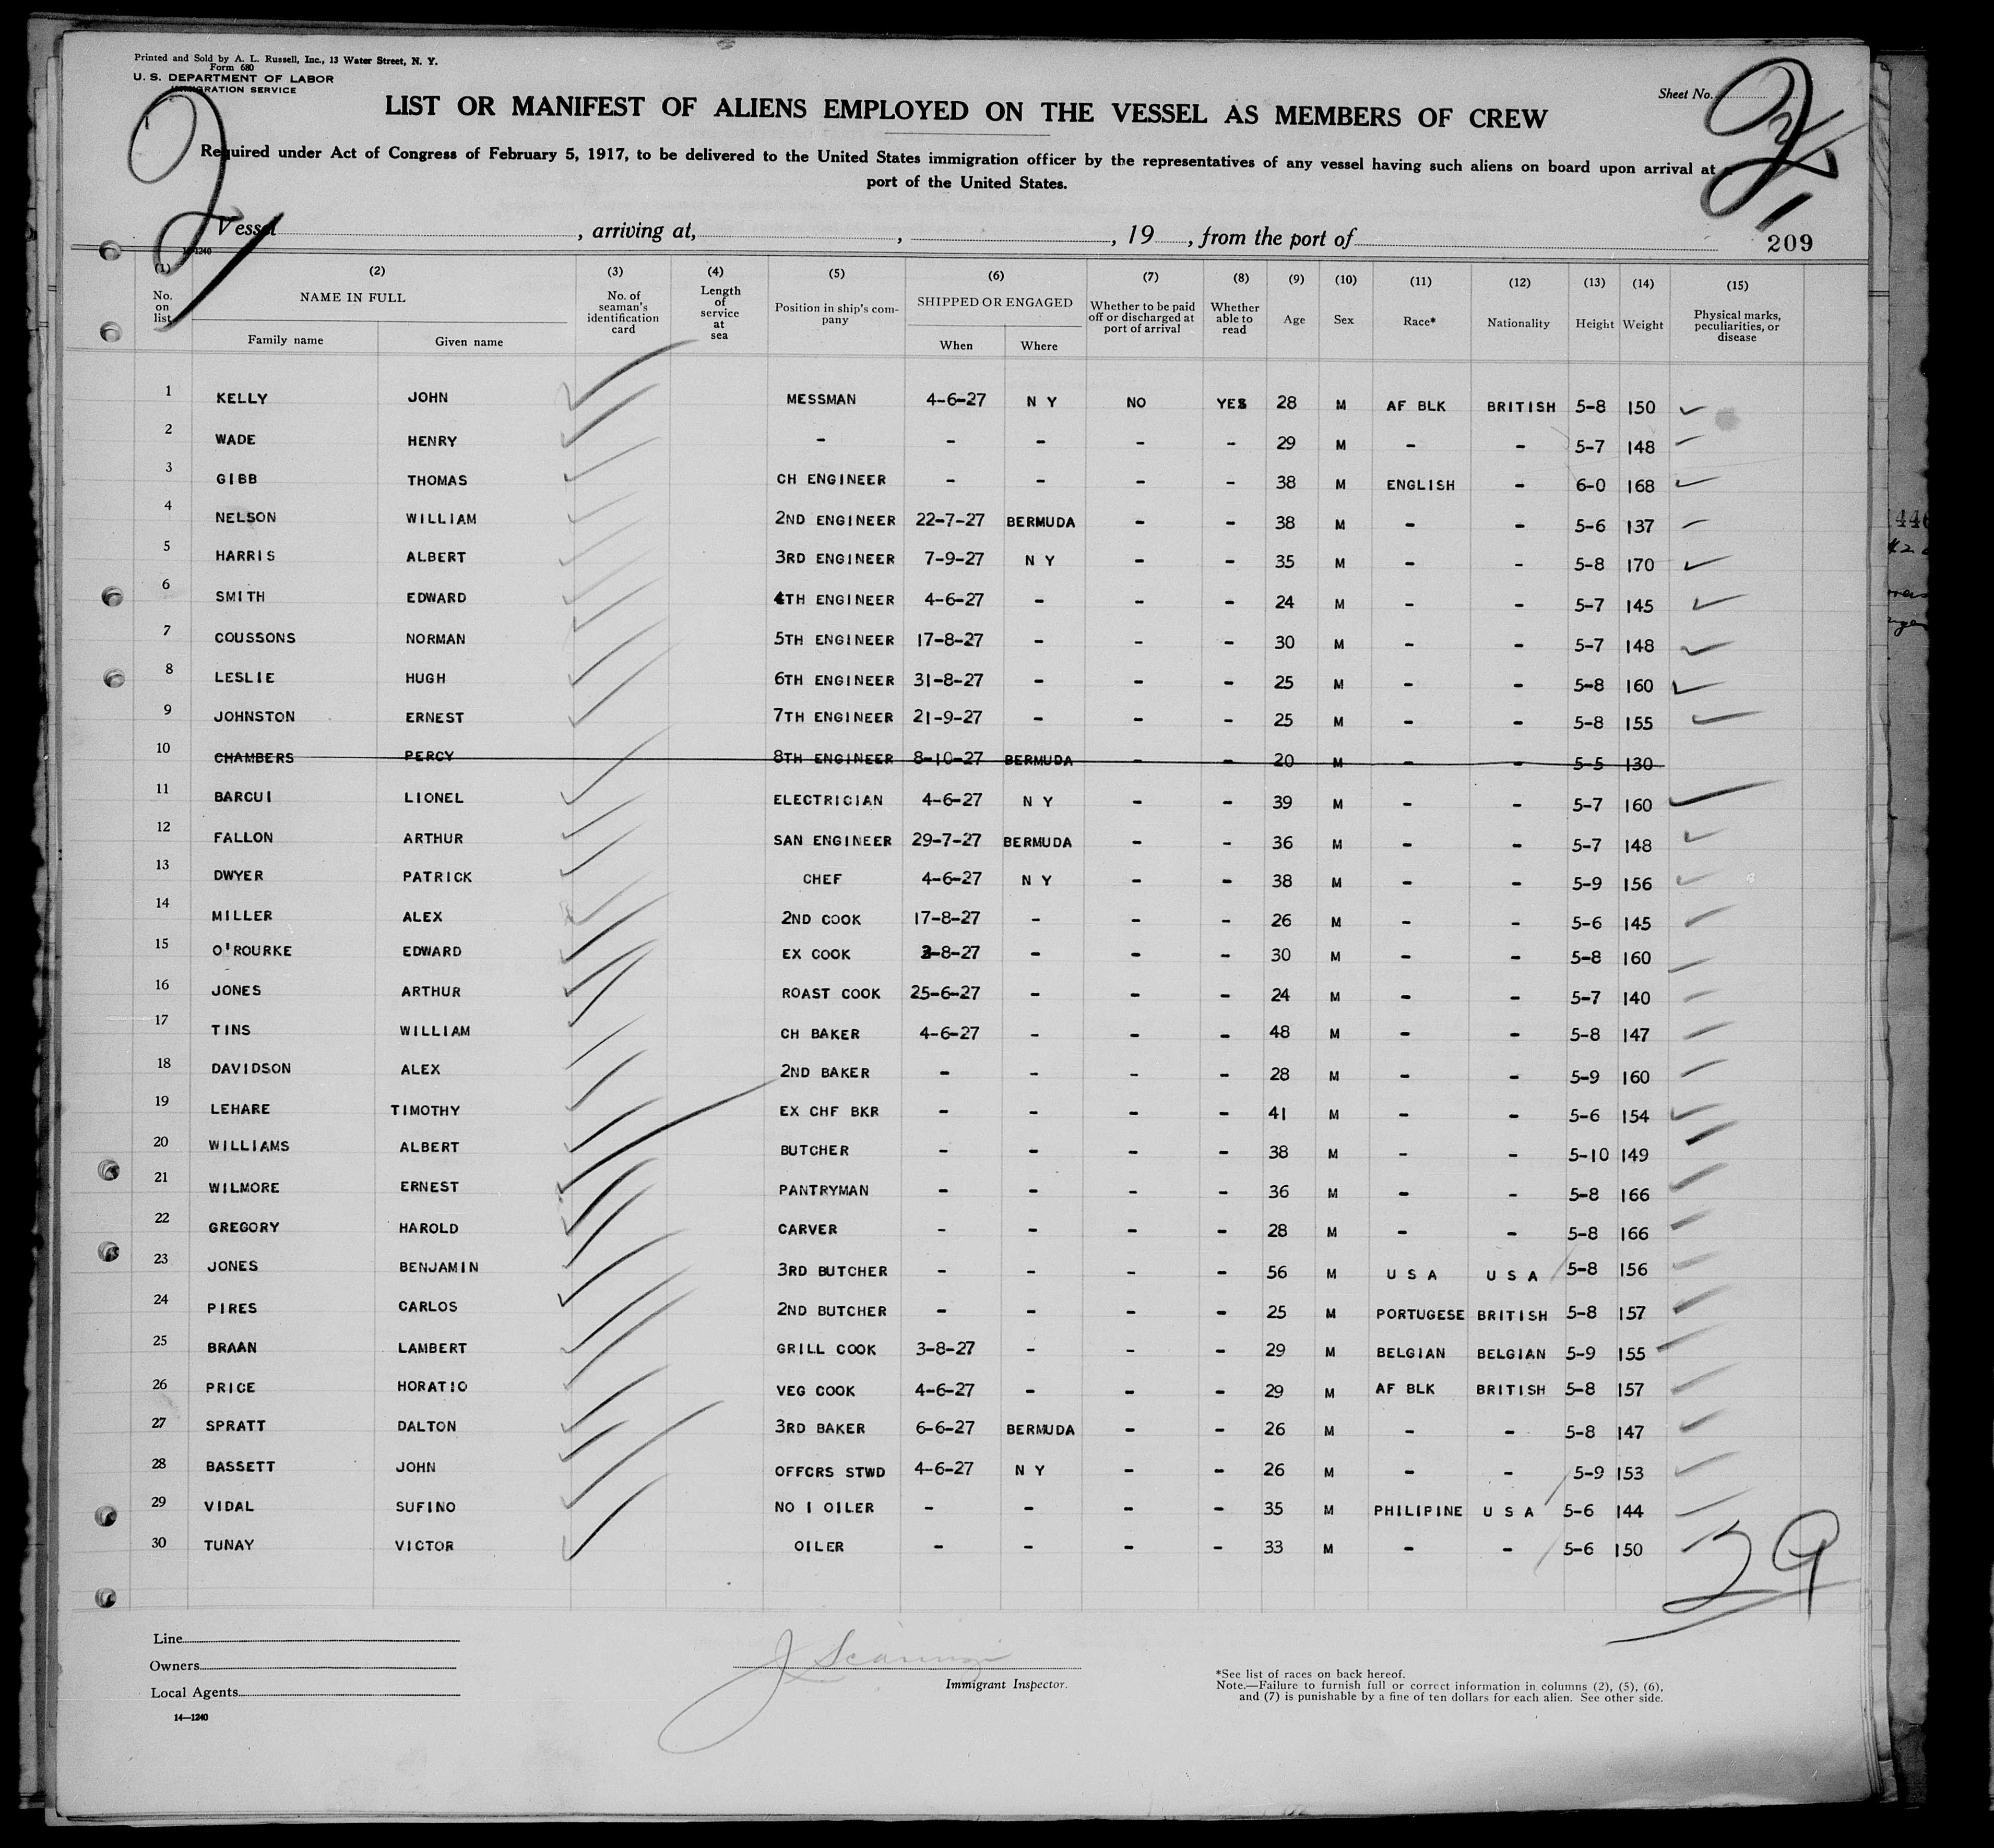 Printed and Sold by A. L. Russell, Inc., 13 Water Street, N. Y.
Form 680
U. S. DEPARTMENT OF LABOR
IMMIGRATION SERVICE
Sheet No.
LIST OR MANIFEST OF ALIENS EMPLOYED ON THE VESSEL AS MEMBERS OF CREW
Required under Act of Congress of February 5, 1917, to be delivered to the United States immigration officer by the representatives of any vessel having such aliens on board upon arrival at
port of the United States.
Vessel , arriving at, , , 19 , from the port of
209
(1) (2) (3) (4) (5) (6) (7) (8) (9) (10) (11) (12) (13) (14) (15)
No. on list NAME IN FULL Family name Given name No. of seaman's identification card Length of service at sea Position in ship's company SHIPPED OR ENGAGED When Where Whether to be paid off or discharged at port of arrival Whether able to read Age Sex Race* Nationality Height Weight Physical marks, peculiarities, or disease
1 KELLY JOHN MESSMAN 4-6-27 N Y NO YES 28 M AF BLK BRITISH 5-8 150
2 WADE HENRY - - - - - 29 M - - 5-7 148
3 GIBB THOMAS CH ENGINEER - - - - 38 M ENGLISH - 6-0 168
4 NELSON WILLIAM 2ND ENGINEER 22-7-27 BERMUDA - - 38 M - - 5-6 137
5 HARRIS ALBERT 3RD ENGINEER 7-9-27 N Y - - 35 M - - 5-8 170
6 SMITH EDWARD 4TH ENGINEER 4-6-27 - - - 24 M - - 5-7 145
7 COUSSONS NORMAN 5TH ENGINEER 17-8-27 - - - 30 M - - 5-7 148
8 LESLIE HUGH 6TH ENGINEER 31-8-27 - - - 25 M - - 5-8 160
9 JOHNSTON ERNEST 7TH ENGINEER 21-9-27 - - - 25 M - - 5-8 155
10 CHAMBERS PERCY 8TH ENGINEER 8-10-27 BERMUDA - - 20 M - - 5-5 130
11 BARCUI LIONEL ELECTRICIAN 4-6-27 N Y - - 39 M - - 5-7 160
12 FALLON ARTHUR SAN ENGINEER 29-7-27 BERMUDA - - 36 M - - 5-7 148
13 DWYER PATRICK CHEF 4-6-27 N Y - - 38 M - - 5-9 156
14 MILLER ALEX 2ND COOK 17-8-27 - - - 26 M - - 5-6 145
15 O'ROURKE EDWARD EX COOK 3-8-27 - - - 30 M - - 5-8 160
16 JONES ARTHUR ROAST COOK 25-6-27 - - - 24 M - - 5-7 140
17 TINS WILLIAM CH BAKER 4-6-27 - - - 48 M - - 5-8 147
18 DAVIDSON ALEX 2ND BAKER - - - - 28 M - - 5-9 160
19 LEHARE TIMOTHY EX CHF BKR - - - - 41 M - - 5-6 154
20 WILLIAMS ALBERT BUTCHER - - - - 38 M - - 5-10 149
21 WILMORE ERNEST PANTRYMAN - - - - 36 M - - 5-8 166
22 GREGORY HAROLD CARVER - - - - 28 M - - 5-8 166
23 JONES BENJAMIN 3RD BUTCHER - - - - 56 M U S A U S A 5-8 156
24 PIRES CARLOS 2ND BUTCHER - - - - 25 M PORTUGESE BRITISH 5-8 157
25 BRAAN LAMBERT GRILL COOK 3-8-27 - - - 29 M BELGIAN BELGIAN 5-9 155
26 PRICE HORATIO VEG COOK 4-6-27 - - - 29 M AF BLK BRITISH 5-8 157
27 SPRATT DALTON 3RD BAKER 6-6-27 BERMUDA - - 26 M - - 5-8 147
28 BASSETT JOHN OFFCRS STWD 4-6-27 N Y - - 26 M - - 5-9 153
29 VIDAL SUFINO NO 1 OILER - - - - 35 M PHILIPINE U S A 5-6 144
30 TUNAY VICTOR OILER - - - - 33 M - - 5-6 150
29
Line
Owners
Local Agents
14—1240
Immigrant Inspector.
*See list of races on back hereof.
Note.—Failure to furnish full or correct information in columns (2), (5), (6),
and (7) is punishable by a fine of ten dollars for each alien. See other side.